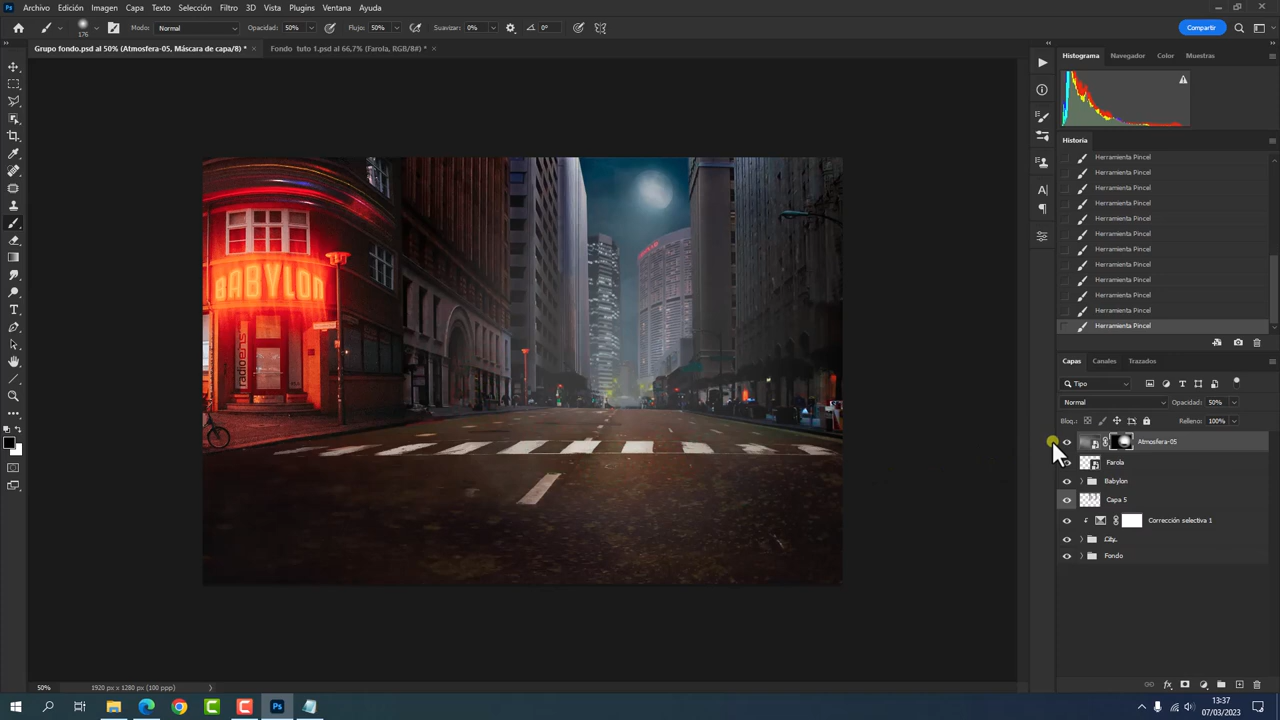 Ps Archivo Edición Imagen Capa Texto Selección Filtro 3D Vista Plugins Ventana Ayuda
176 Modo: Normal Opacidad: 50% Flujo: 50% Suavizar: 0% 0° Compartir
Grupo fondo.psd al 50% (Atmosfera-05, Máscara de capa/8) * × Fondo tuto 1.psd al 66,7% (Farola, RGB/8#) * ×
Histograma Navegador Color Muestras
Historia
Herramienta Pincel
Herramienta Pincel
Herramienta Pincel
Herramienta Pincel
Herramienta Pincel
Herramienta Pincel
Herramienta Pincel
Herramienta Pincel
Herramienta Pincel
Herramienta Pincel
Herramienta Pincel
Herramienta Pincel
BABYLON
Capas Canales Trazados
Tipo
Normal Opacidad: 50%
Bloq.: Relleno: 100%
Atmosfera-05
Farola
Babylon
Capa 5
Corrección selectiva 1
City
Fondo
50% 1920 px x 1280 px (100 ppp)
13:37
07/03/2023